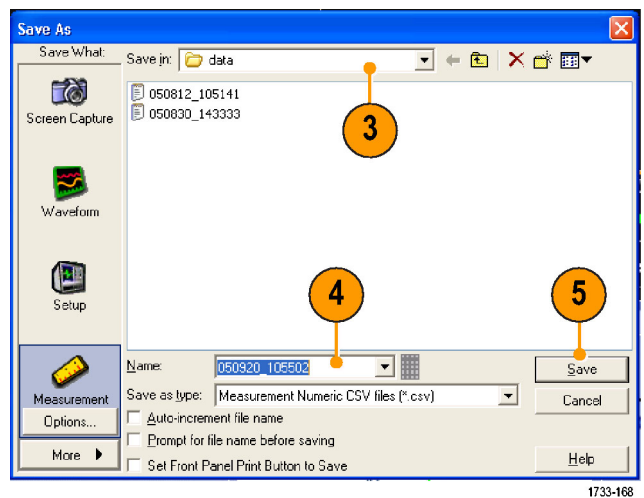 Save As
Save What:
Save in:
data
Screen Capture
Waveform
Setup
Measurement
Options...
More
050812_105141
050830_143333
3
4
5
Name:
050920_105502
Save
Save as type:
Measurement Numeric CSV files (*.csv)
Cancel
Auto-increment file name
Prompt for file name before saving
Set Front Panel Print Button to Save
Help
1733-168